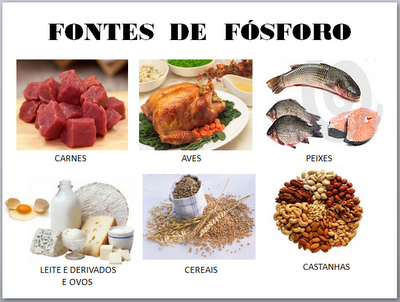 FONTES DE FÓSFORO
CARNES
AVES
PEIXES
LEITE E DERIVADOS
E OVOS
CEREAIS
CASTANHAS